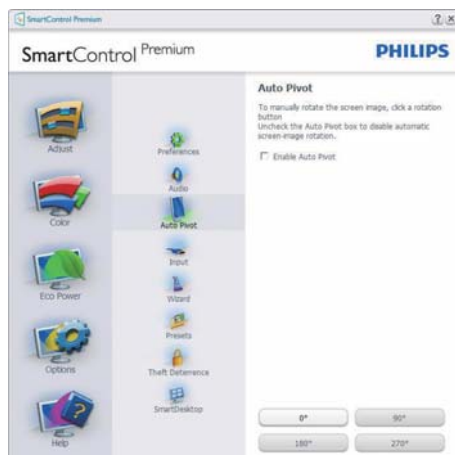 SmartControl Premium
SmartControl Premium
PHILIPS
Adjust
Color
Eco Power
Options
Help
Preferences
Audio
Auto Pivot
Input
Wizard
Presets
Theft Deterrence
SmartDesktop
Auto Pivot
To manually rotate the screen image, click a rotation
button
Uncheck the Auto Pivot box to disable automatic
screen-image rotation.
Enable Auto Pivot
0°
90°
180°
270°